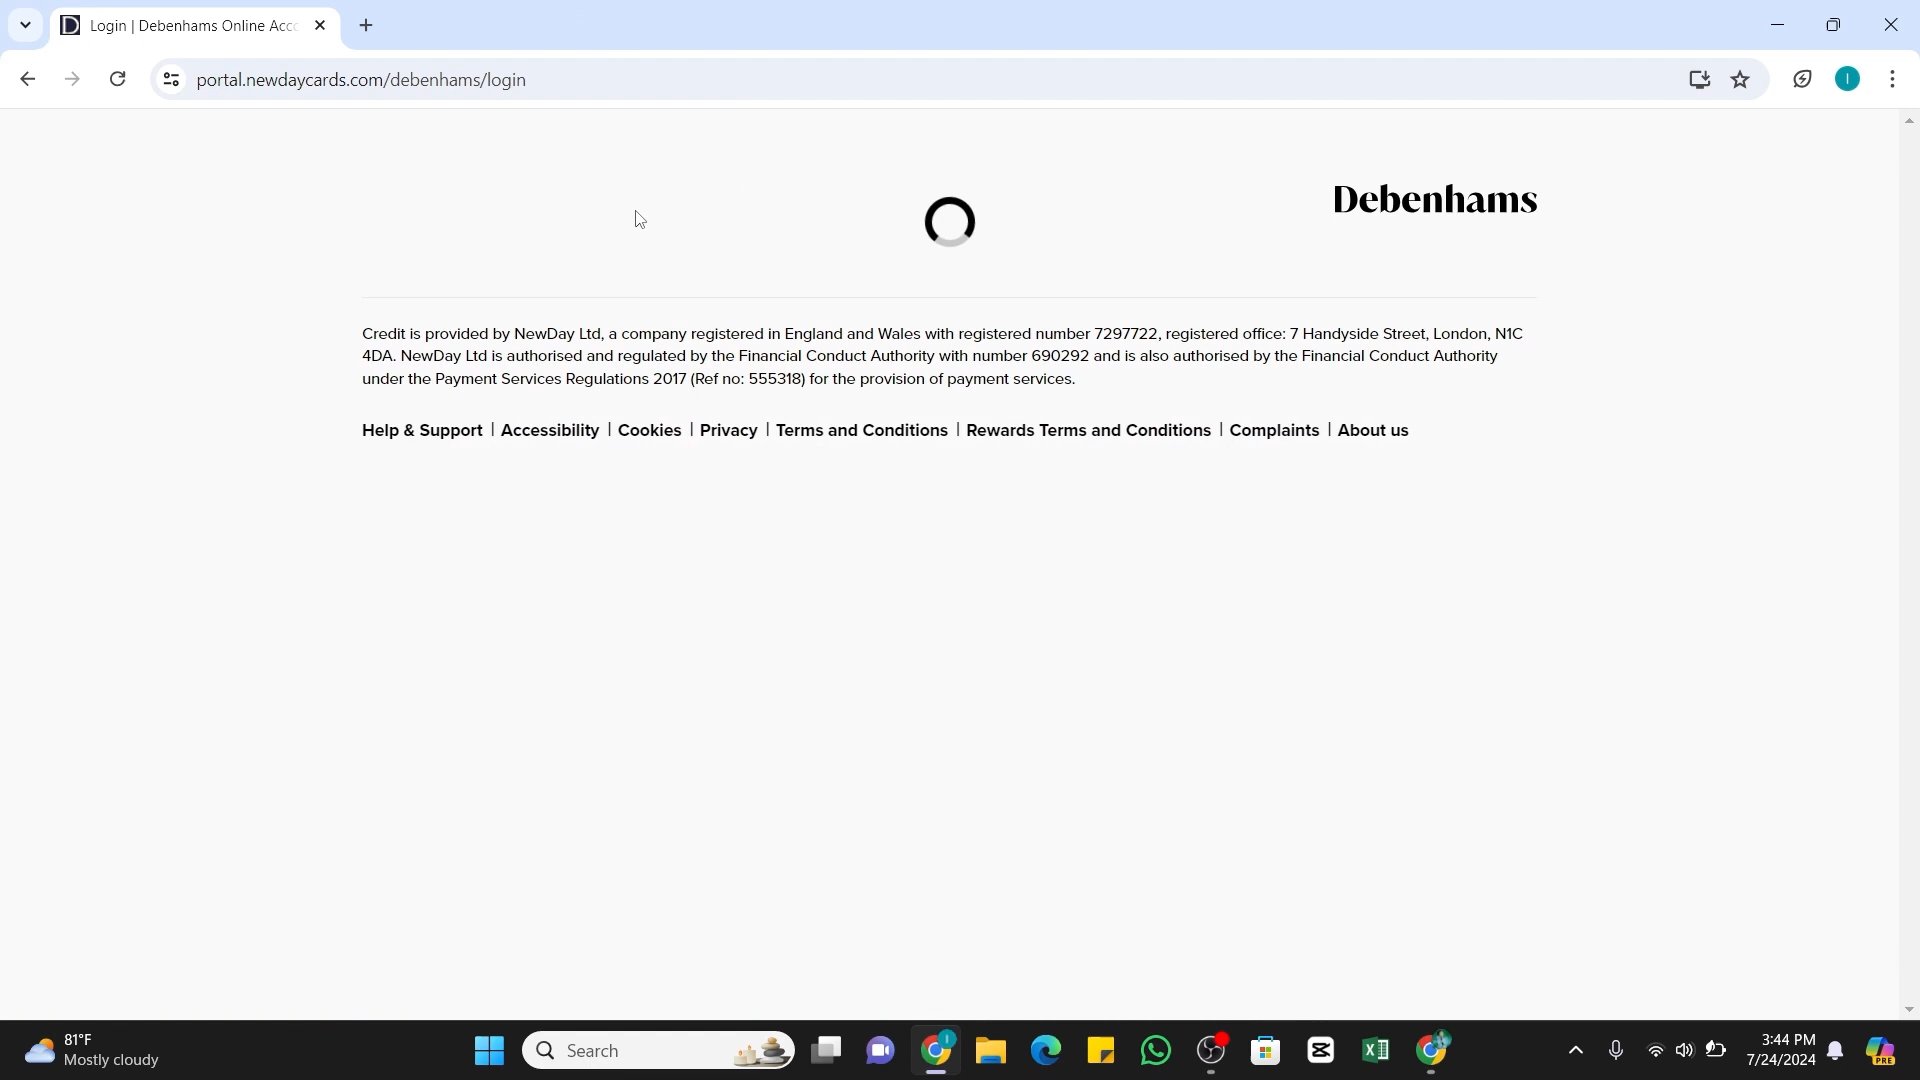 Login | Debenhams Online Acc
portal.newdaycards.com/debenhams/login
I
Debenhams
Credit is provided by NewDay Ltd, a company registered in England and Wales with registered number 7297722, registered office: 7 Handyside Street, London, N1C
4DA. NewDay Ltd is authorised and regulated by the Financial Conduct Authority with number 690292 and is also authorised by the Financial Conduct Authority
under the Payment Services Regulations 2017 (Ref no: 555318) for the provision of payment services.
Help & Support | Accessibility | Cookies | Privacy | Terms and Conditions | Rewards Terms and Conditions | Complaints | About us
81°F
Mostly cloudy
Search
3:44 PM
7/24/2024
PRE